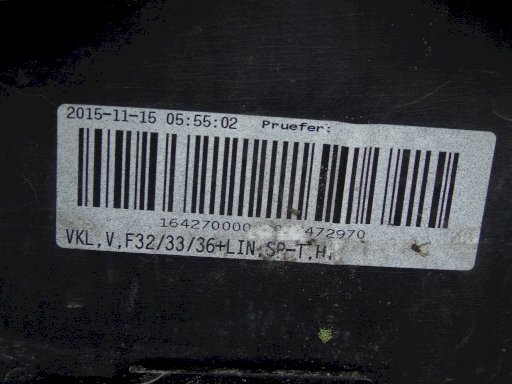 2015-11-15 05:55:02 Pruefer:
164270000 472970
VKL,V,F32/33/36+LIN,SP-T,H,